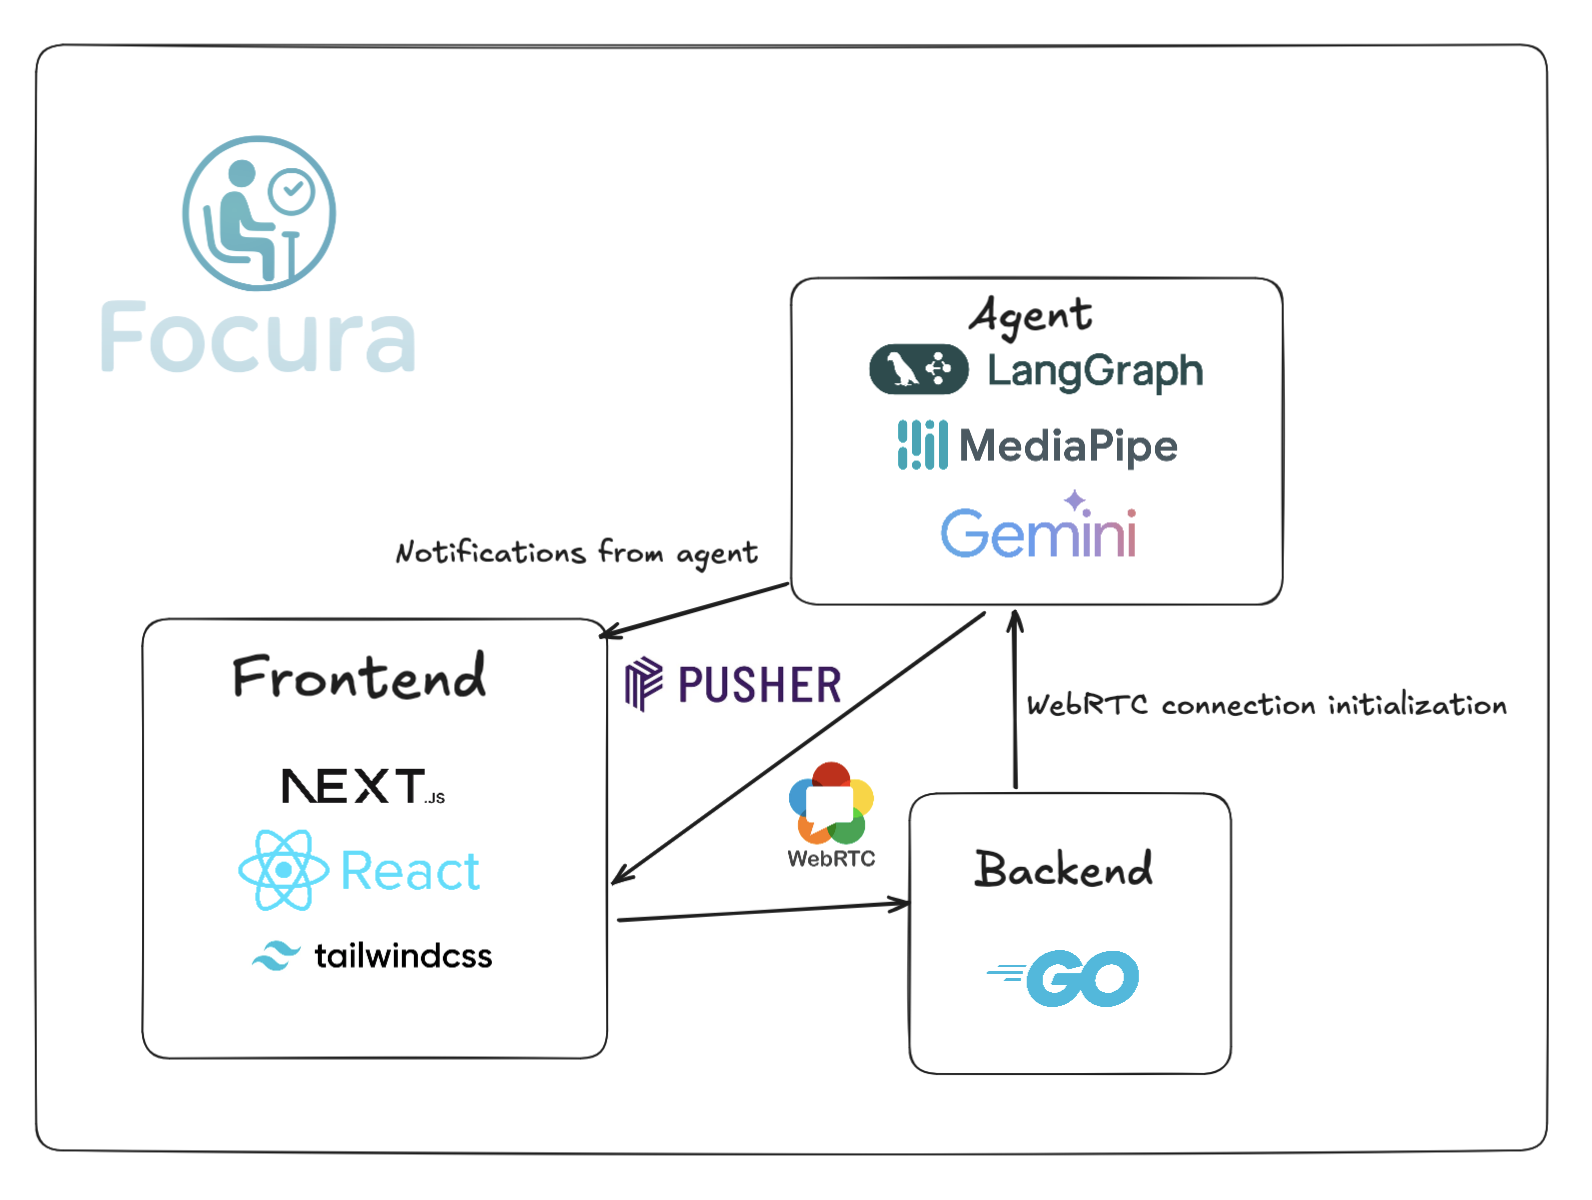 Focura
Agent
LangGraph
MediaPipe
Gemini
Notifications from agent
Frontend
PUSHER
WebRTC connection initialization
NEXT.JS
WebRTC
React
Backend
tailwindcss
GO